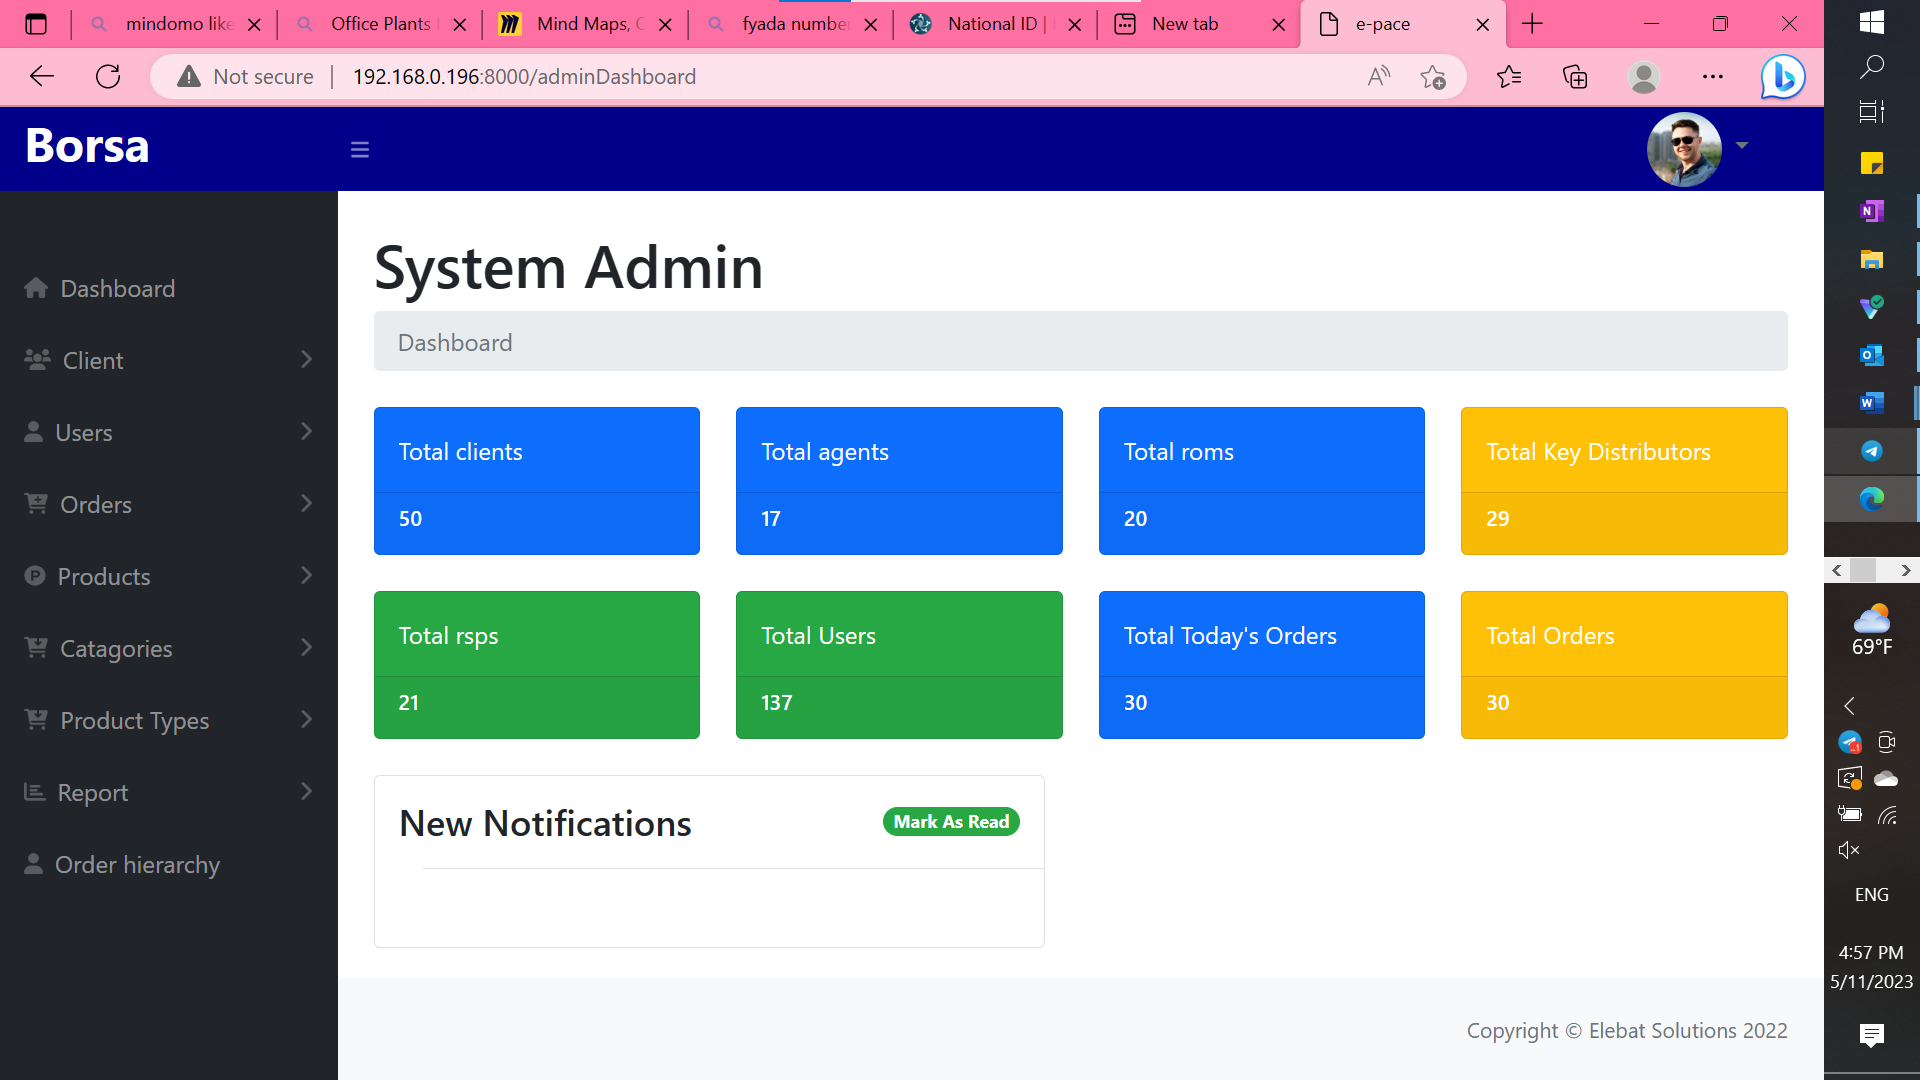 mindomo like
Office Plants
Mind Maps, C
fyada number
National ID |
New tab
e-pace
Not secure
192.168.0.196:8000/adminDashboard
Borsa
Dashboard
Client
Users
Orders
Products
Catagories
Product Types
Report
Order hierarchy
System Admin
Dashboard
Total clients
50
Total agents
17
Total roms
20
Total Key Distributors
29
Total rsps
21
Total Users
137
Total Today's Orders
30
Total Orders
30
New Notifications
Mark As Read
Copyright © Elebat Solutions 2022
69°F
ENG
4:57 PM
5/11/2023